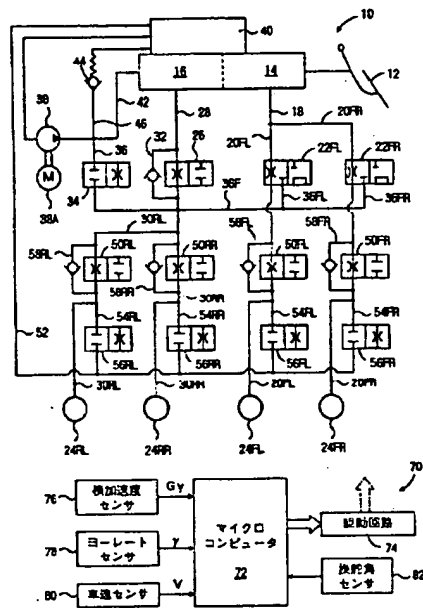 10
40
44
16
14
12
42
38
46
28
18
20FR
36
32
26
20FL
22FL
22FR
M
38A
34
36F
36FL
36FR
30RL
58RL
50RL
50RR
58FL
50FL
58FR
50FR
58RR
30RR
52
54RL
54RR
54FL
54FR
56RL
56RR
56FL
56FR
30RL
30RR
20FL
20FR
24RL
24RR
24FL
24FR
70
76
横加速度
センサ
Gy
78
ヨーレート
センサ
γ
80
車速センサ
V
マイクロ
コンピュータ
72
駆動回路
74
操舵角
センサ
82